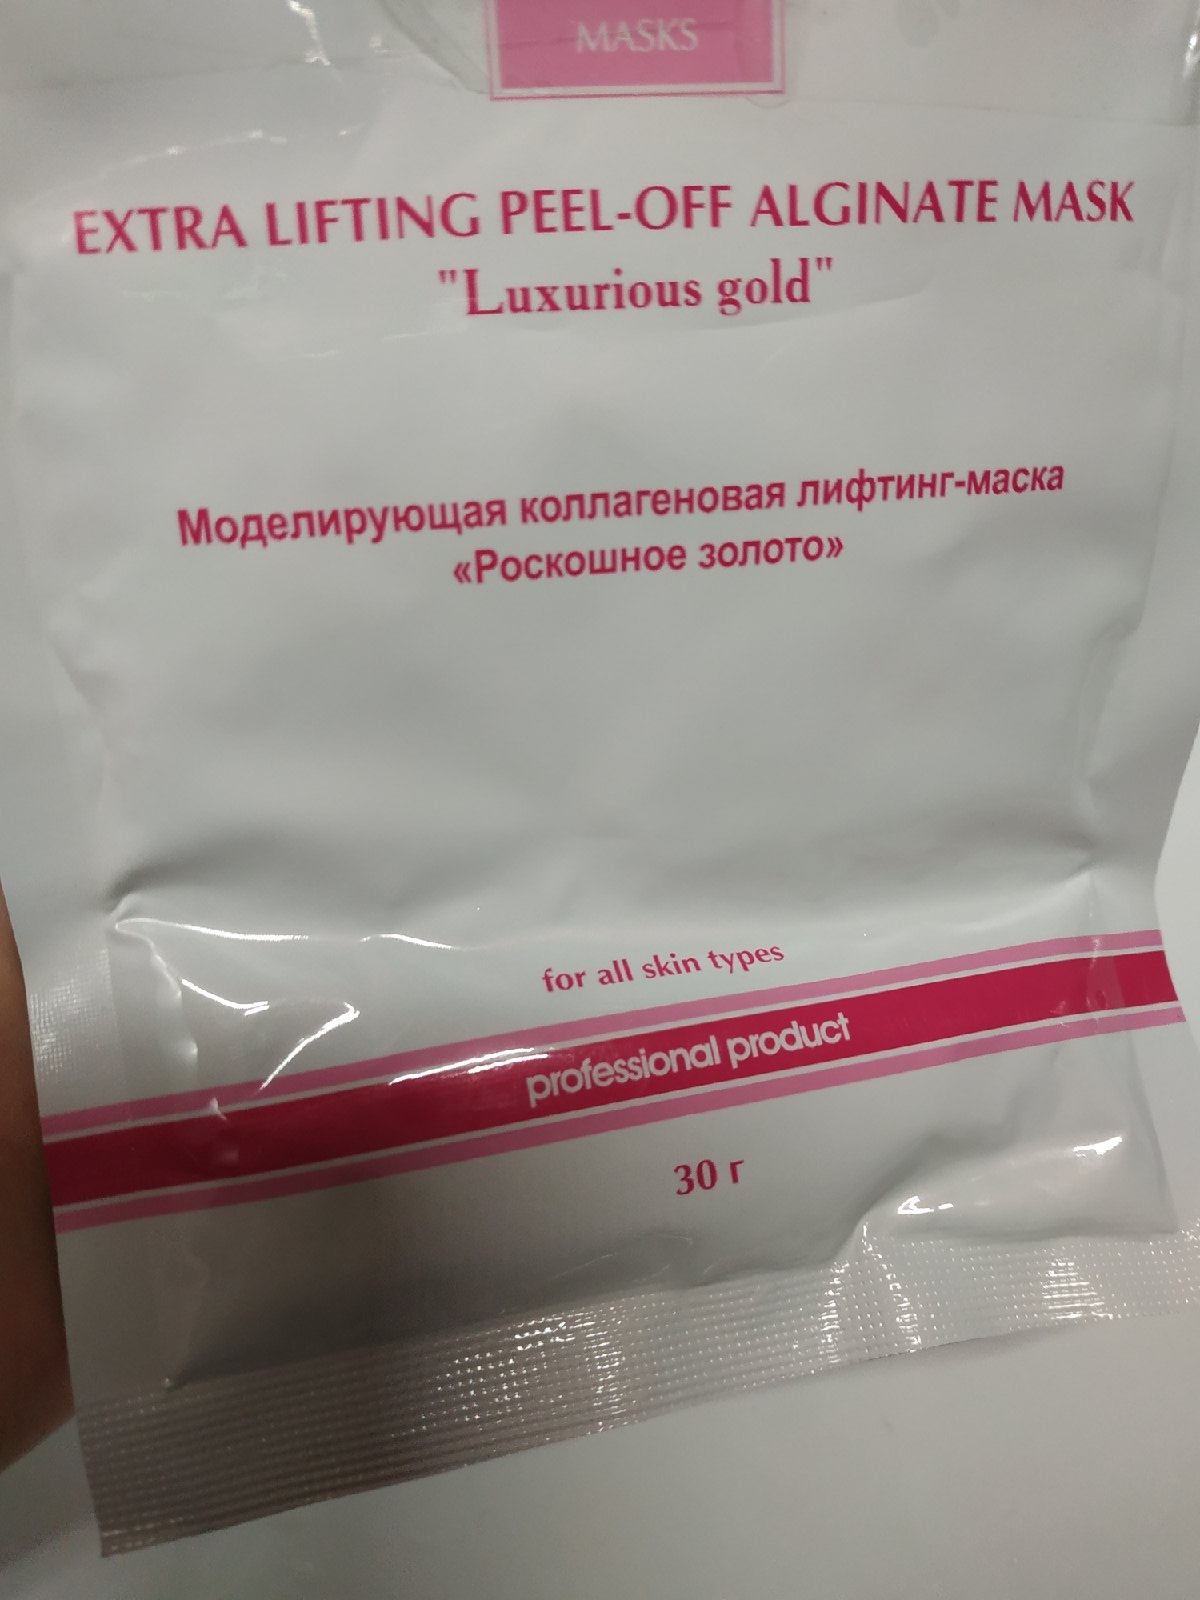 MASKS
EXTRA LIFTING PEEL-OFF ALGINATE MASK
"Luxurious gold"
Моделирующая коллагеновая лифтинг-маска
«Роскошное золото»
for all skin types
professional product
30 г